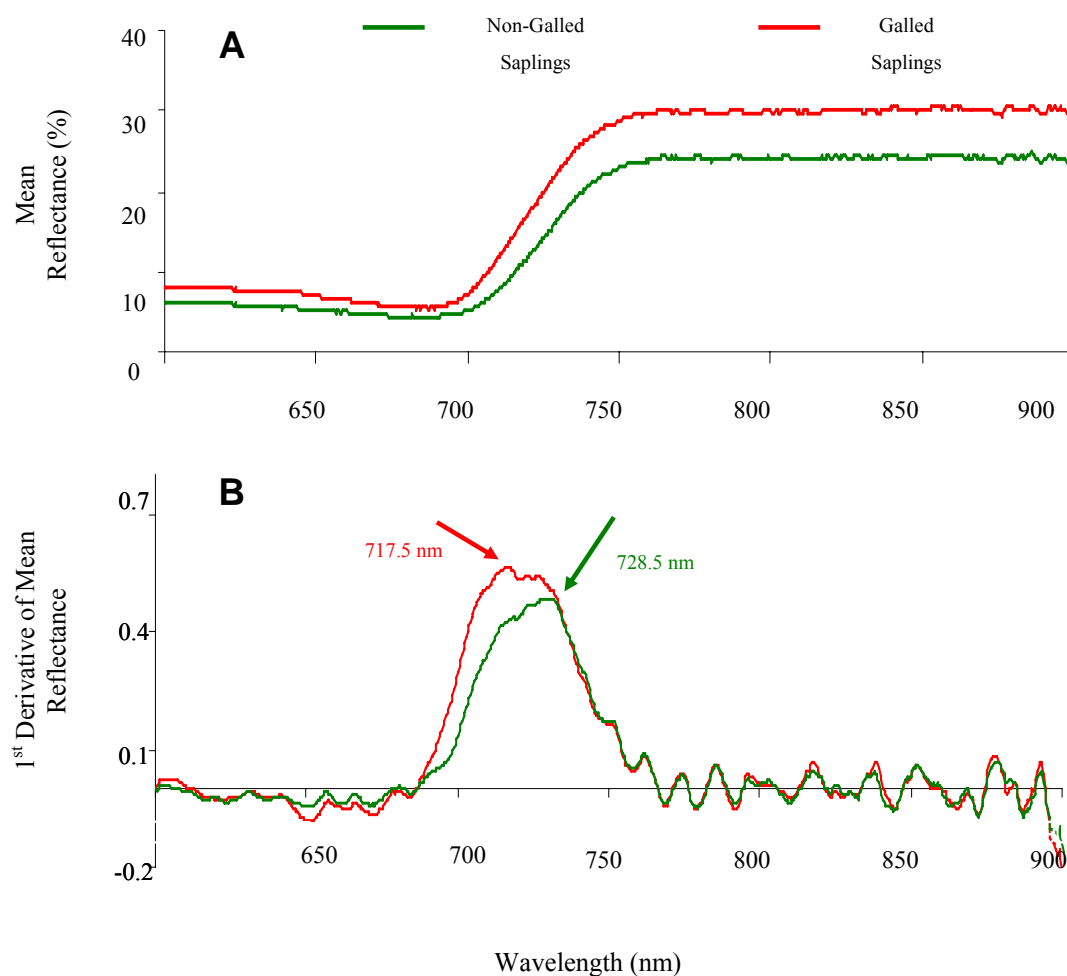 A
Non-Galled
Saplings
Galled
Saplings
Mean
Reflectance (%)
40
30
20
10
0
650 700 750 800 850 900
B
1st Derivative of Mean
Reflectance
0.7
0.4
0.1
-0.2
717.5 nm
728.5 nm
650 700 750 800 850 900
Wavelength (nm)